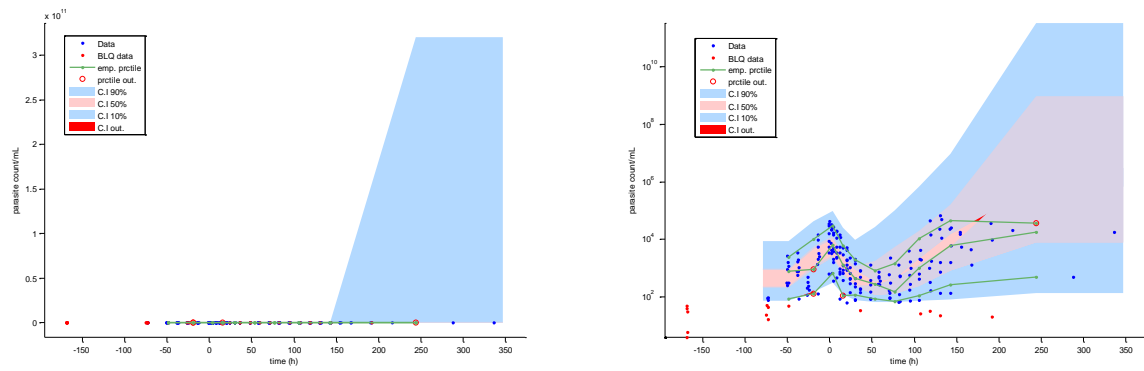 x 10^11
3.5
3
2.5
2
1.5
1
0.5
0
parasite count/mL
Data
BLQ data
emp. prctile
prctile out.
C.I 90%
C.I 50%
C.I 10%
C.I out.
-150 -100 -50 0 50 100 150 200 250 300 350
time (h)
10^10
10^8
10^6
10^4
10^2
parasite count/mL
Data
BLQ data
emp. prctile
prctile out.
C.I 90%
C.I 50%
C.I 10%
C.I out.
-150 -100 -50 0 50 100 150 200 250 300 350
time (h)